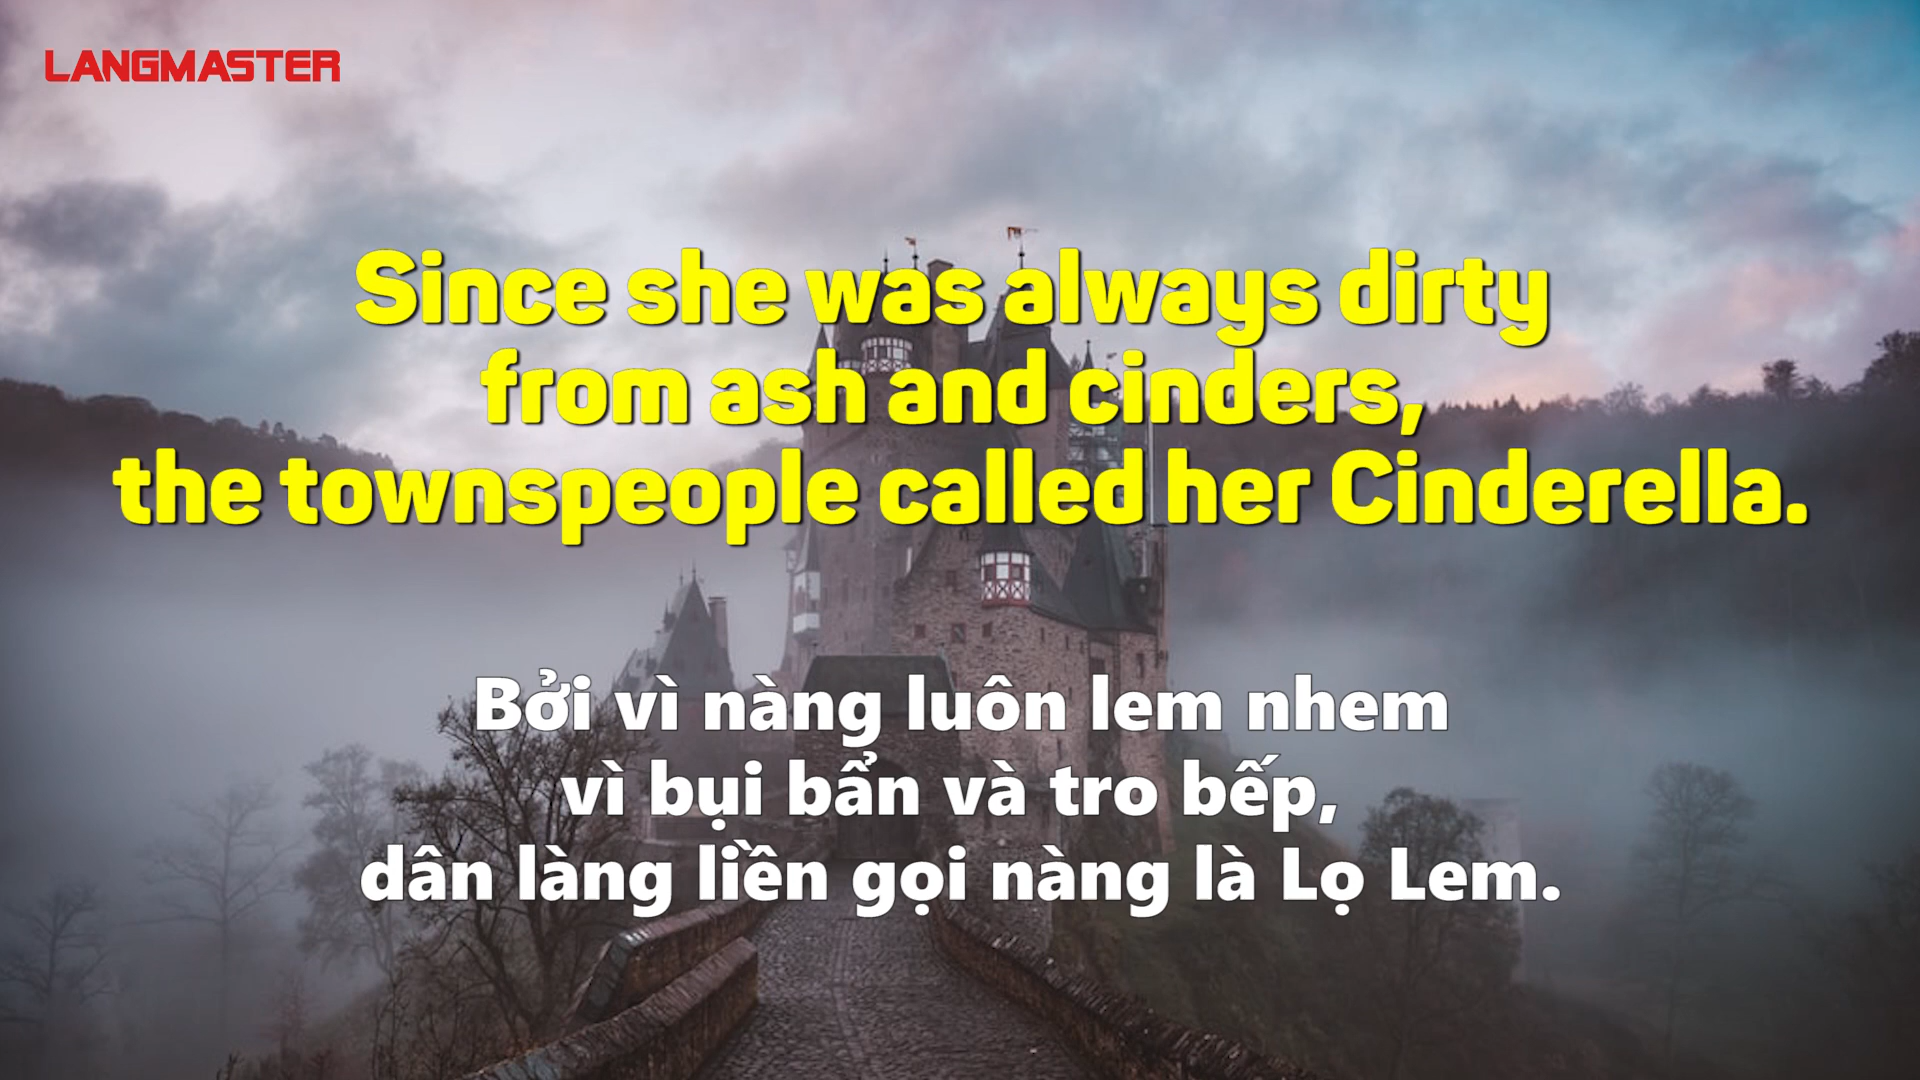 LANGMASTER
Since she was always dirty
from ash and cinders,
the townspeople called her Cinderella.
Bởi vì nàng luôn lem nhem
vì bụi bẩn và tro bếp,
dân làng liền gọi nàng là Lọ Lem.